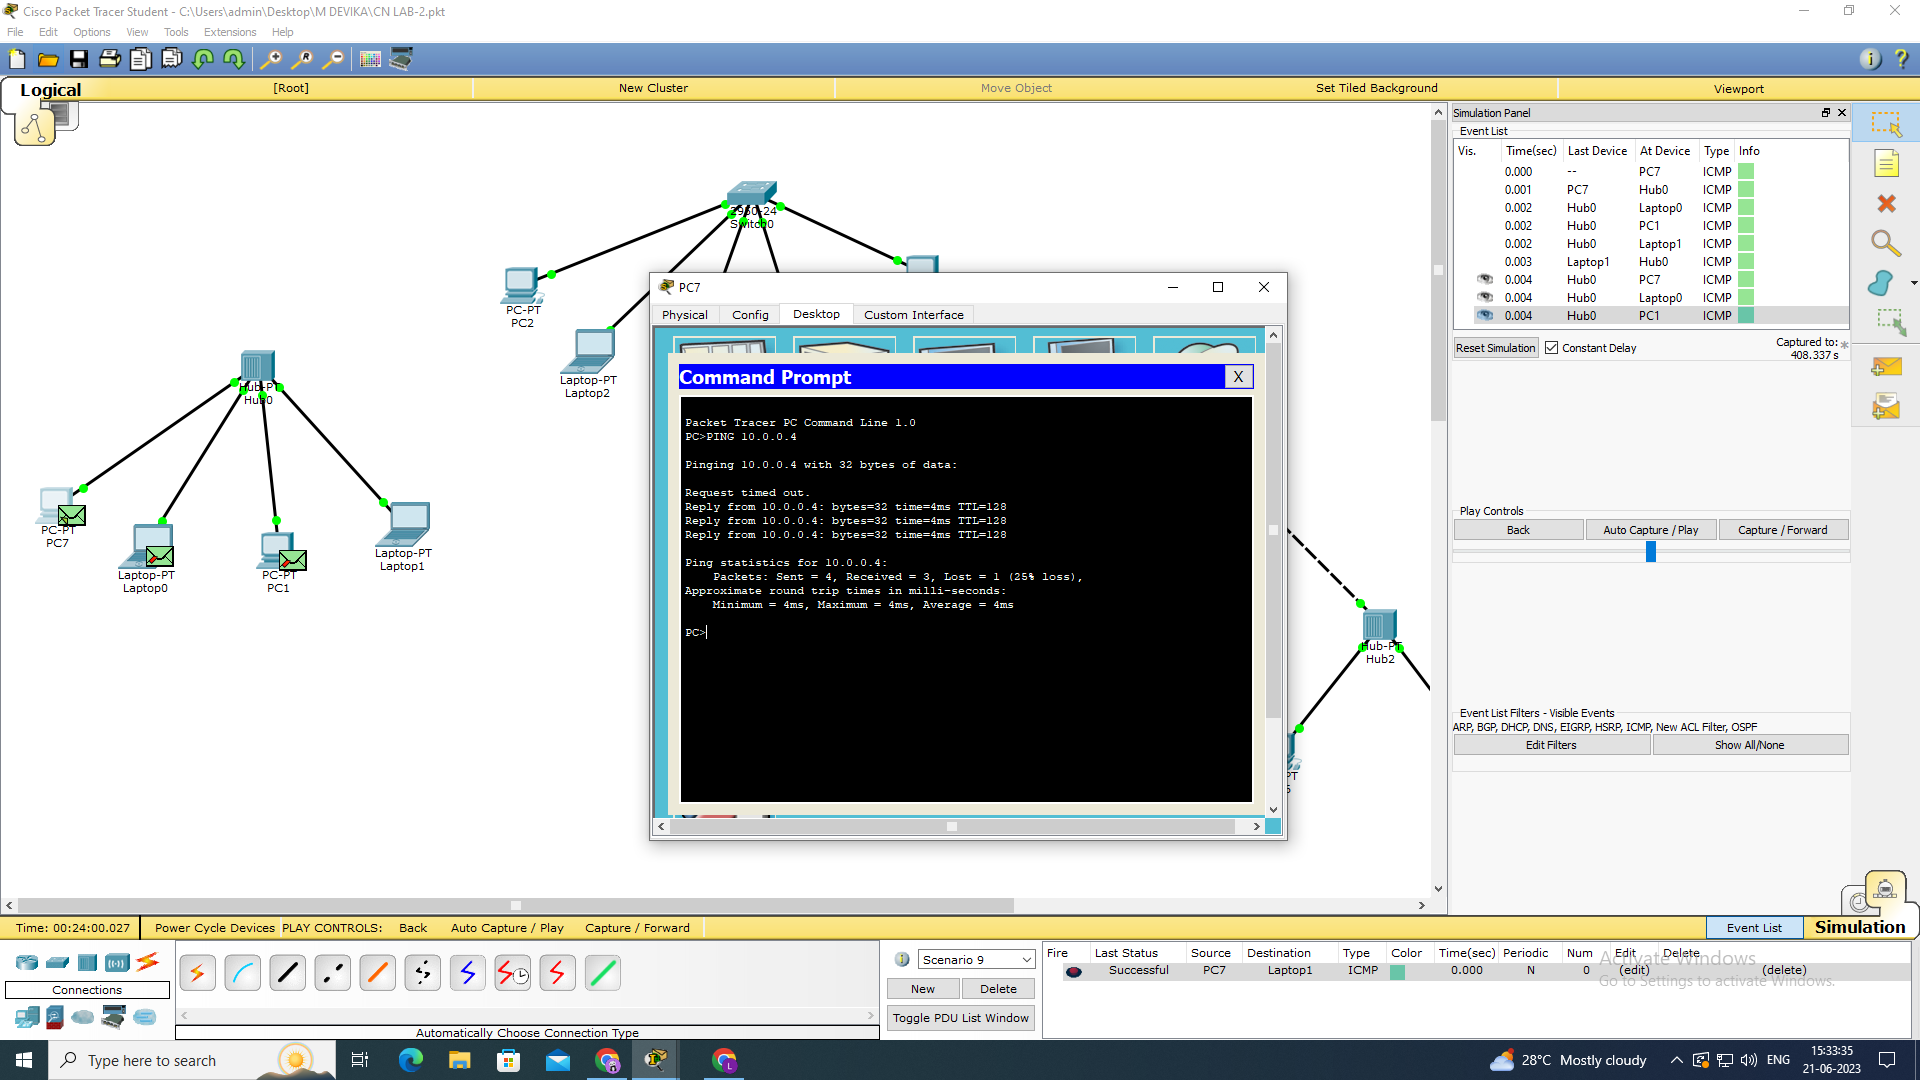 Cisco Packet Tracer Student - C:\Users\admin\Desktop\M DEVIKA\CN LAB-2.pkt
File Edit Options View Tools Extensions Help
Logical [Root] New Cluster Move Object Set Tiled Background Viewport
2950-24
Switch0
PC-PT
PC2
Laptop-PT
Laptop2
Hub-PT
Hub0
PC-PT
PC7
Laptop-PT
Laptop0
PC-PT
PC1
Laptop-PT
Laptop1
Hub-PT
Hub2
PC7
Physical Config Desktop Custom Interface
Command Prompt X
Packet Tracer PC Command Line 1.0
PC>PING 10.0.0.4
Pinging 10.0.0.4 with 32 bytes of data:
Request timed out.
Reply from 10.0.0.4: bytes=32 time=4ms TTL=128
Reply from 10.0.0.4: bytes=32 time=4ms TTL=128
Reply from 10.0.0.4: bytes=32 time=4ms TTL=128
Ping statistics for 10.0.0.4:
Packets: Sent = 4, Received = 3, Lost = 1 (25% loss),
Approximate round trip times in milli-seconds:
Minimum = 4ms, Maximum = 4ms, Average = 4ms
PC>
Simulation Panel
Event List
Vis. Time(sec) Last Device At Device Type Info
0.000 -- PC7 ICMP
0.001 PC7 Hub0 ICMP
0.002 Hub0 Laptop0 ICMP
0.002 Hub0 PC1 ICMP
0.002 Hub0 Laptop1 ICMP
0.003 Laptop1 Hub0 ICMP
0.004 Hub0 PC7 ICMP
0.004 Hub0 Laptop0 ICMP
0.004 Hub0 PC1 ICMP
Reset Simulation Constant Delay Captured to: *
408.337 s
Play Controls
Back Auto Capture / Play Capture / Forward
Event List Filters - Visible Events
ARP, BGP, DHCP, DNS, EIGRP, HSRP, ICMP, New ACL Filter, OSPF
Edit Filters Show All/None
Time: 00:24:00.027 Power Cycle Devices PLAY CONTROLS: Back Auto Capture / Play Capture / Forward Event List Simulation
Connections
Automatically Choose Connection Type
Scenario 9
New Delete
Toggle PDU List Window
Fire Last Status Source Destination Type Color Time(sec) Periodic Num Edit Delete
Successful PC7 Laptop1 ICMP 0.000 N 0 (edit) (delete)
Activate Windows
Go to Settings to activate Windows.
Type here to search
28°C Mostly cloudy ENG 15:33:35
21-06-2023